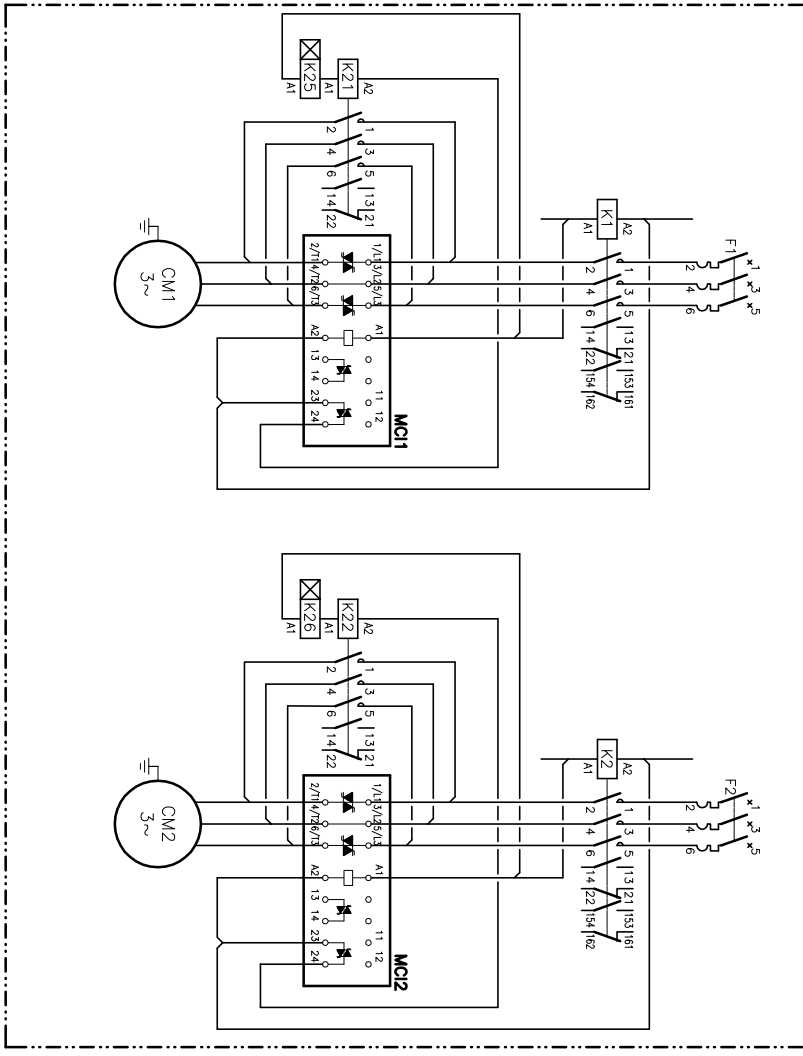 F1
1 3 5
2 4 6
A2
1 3 5 13 21 153 161
K1
A1
2 4 6 14 22 154 162
MCI1
A2
1 3 5 13 21
K21
A1
2 4 6 14 22
K25
A1
1/L1 3/L2 5/L3 A1 11 12
2/T1 4/T2 6/T3 A2 13 14 23 24
CM1
3~
F2
1 3 5
2 4 6
A2
1 3 5 13 21 153 161
K2
A1
2 4 6 14 22 154 162
MCI2
A2
1 3 5 13 21
K22
A1
2 4 6 14 22
K26
A1
1/L1 3/L2 5/L3 A1 11 12
2/T1 4/T2 6/T3 A2 13 14 23 24
CM2
3~